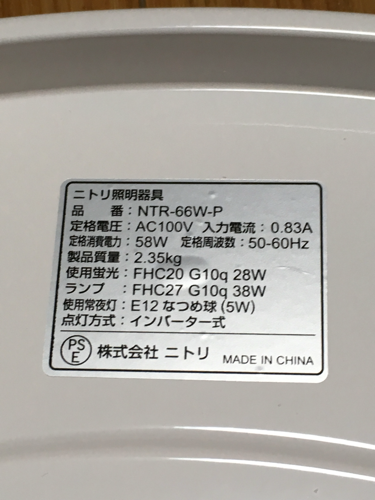 ニトリ照明器具
品　番：NTR-66W-P
定格電圧：AC100V 入力電流：0.83A
定格消費電力：58W 定格周波数：50-60Hz
製品質量：2.35kg
使用蛍光：FHC20 G10q 28W
ランプ：FHC27 G10q 38W
使用常夜灯：E12 なつめ球 (5W)
点灯方式：インバーター式
PS E 株式会社 ニトリ MADE IN CHINA